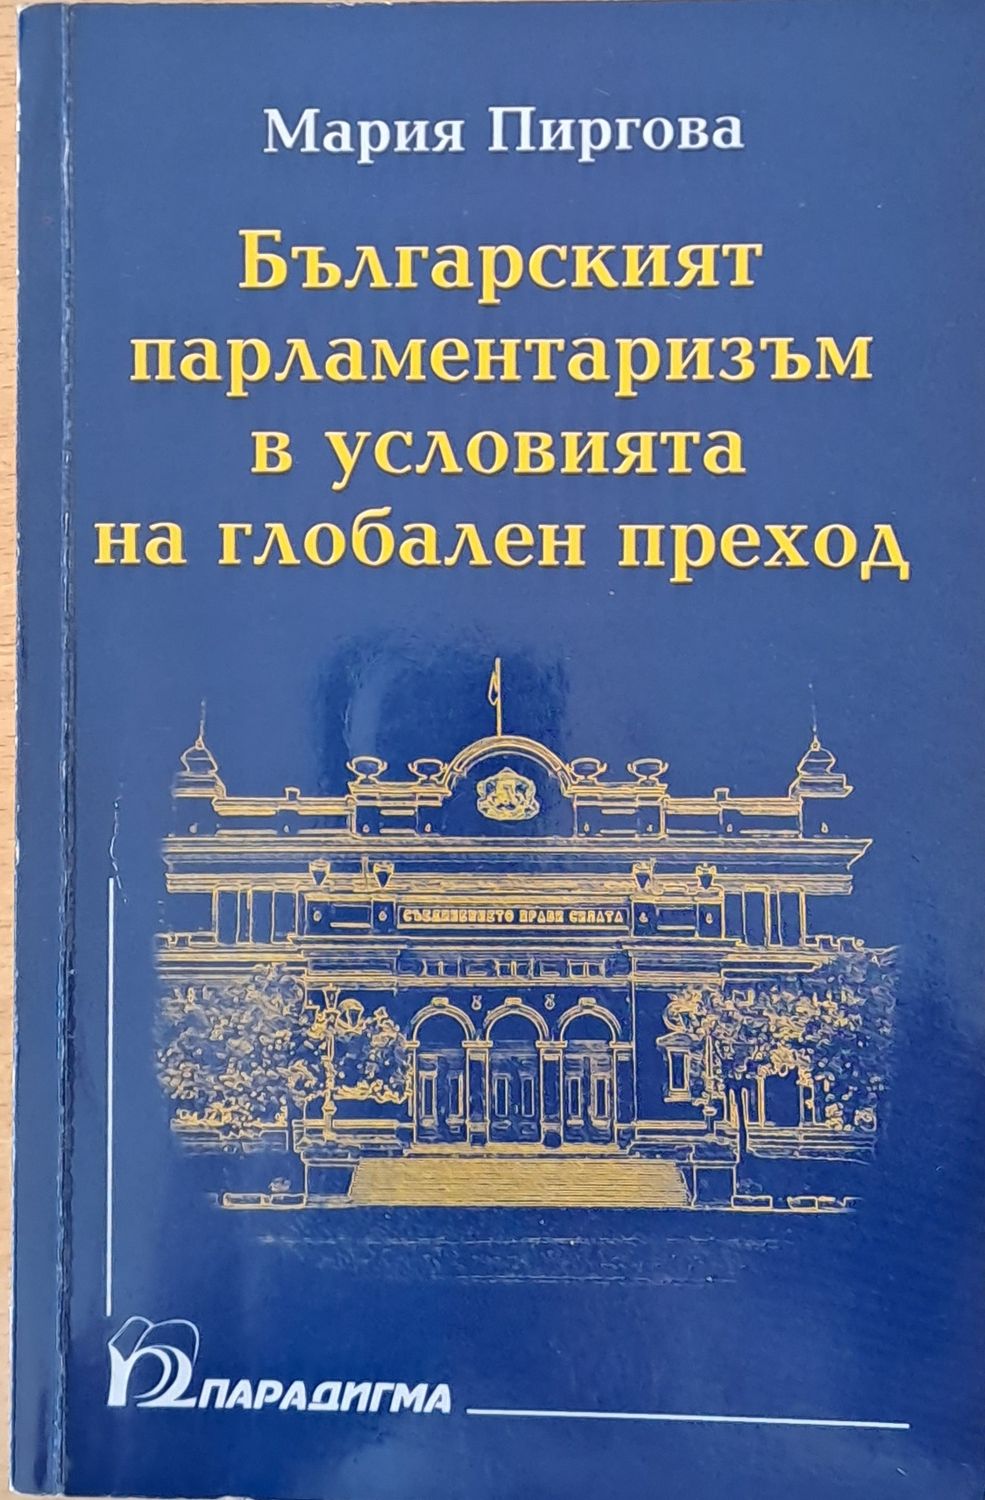 Мария Пиргова
Българският
парламентаризъм
в условията
на глобален преход
СЪЕДИНЕНИЕТО ПРАВИ СИЛАТА
ПАРАДИГМА